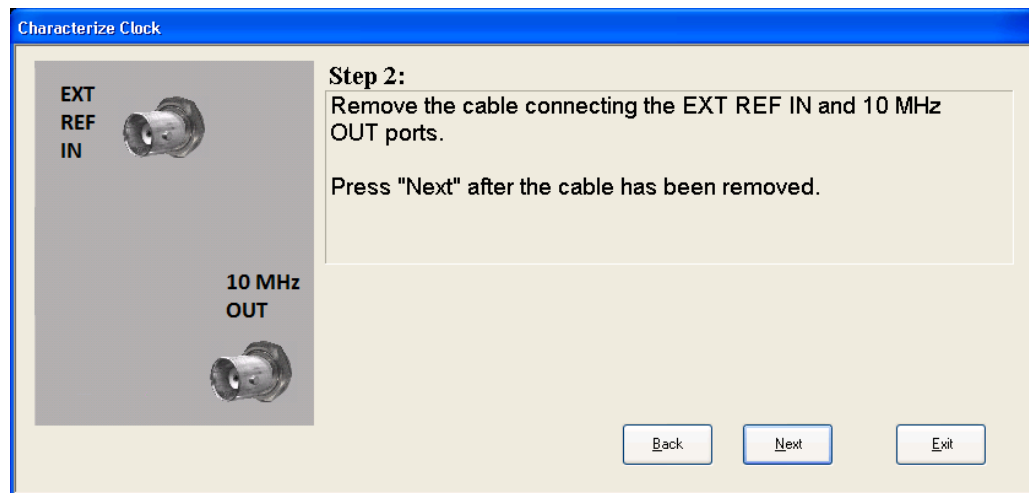 Characterize Clock
EXT
REF
IN
10 MHz
OUT
Step 2:
Remove the cable connecting the EXT REF IN and 10 MHz
OUT ports.
Press "Next" after the cable has been removed.
Back
Next
Exit